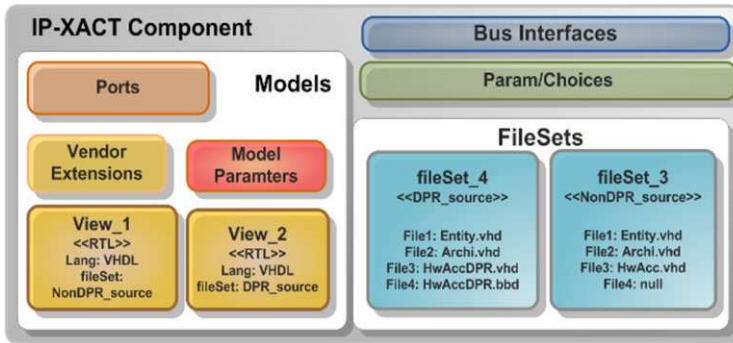 IP-XACT Component
Bus Interfaces
Param/Choices
Models
Ports
Vendor
Extensions
Model
Paramters
View_1
<<RTL>>
Lang: VHDL
fileSet:
NonDPR_source
View_2
<<RTL>>
Lang: VHDL
fileSet: DPR_source
FileSets
fileSet_4
<<DPR_source>>
File1: Entity.vhd
File2: Archi.vhd
File3: HwAccDPR.vhd
File4: HwAccDPR.bbd
fileSet_3
<<NonDPR_source>>
File1: Entity.vhd
File2: Archi.vhd
File3: HwAcc.vhd
File4: null